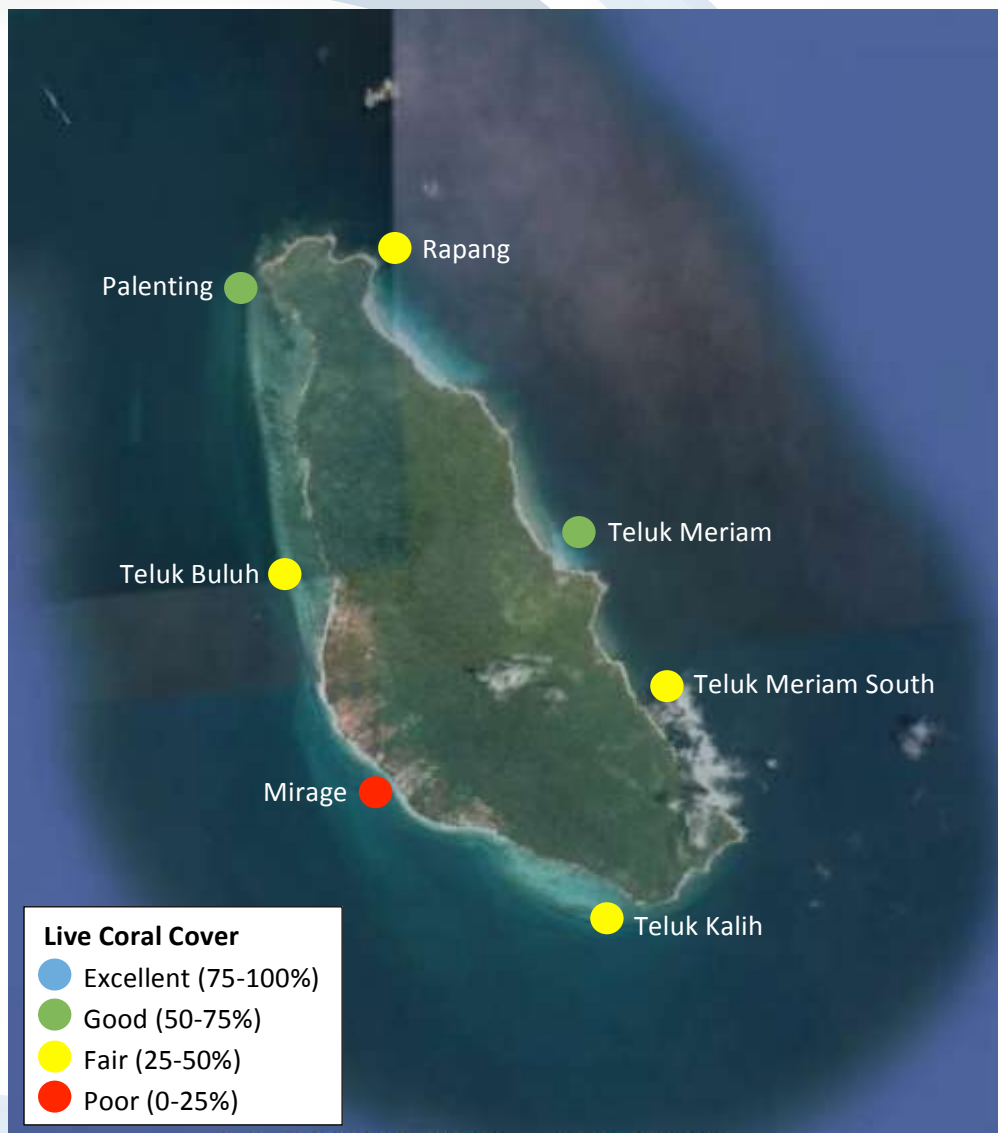 Rapang
Palenting
Teluk Meriam
Teluk Buluh
Teluk Meriam South
Mirage
Teluk Kalih
Live Coral Cover
Excellent (75-100%)
Good (50-75%)
Fair (25-50%)
Poor (0-25%)